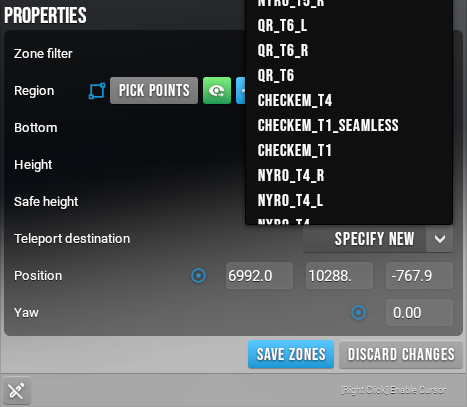 PROPERTIES
NYRO_T5_R
QR_T6_L
Zone filter
QR_T6_R
QR_T6
Region
PICK POINTS
CHECKEM_T4
Bottom
CHECKEM_T1_SEAMLESS
CHECKEM_T1
Height
NYRO_T4_R
Safe height
NYRO_T4_L
NYRO_T4
Teleport destination
SPECIFY NEW
Position
6992.0
10288.
-767.9
Yaw
0.00
SAVE ZONES
DISCARD CHANGES
[Right Click] Enable Cursor